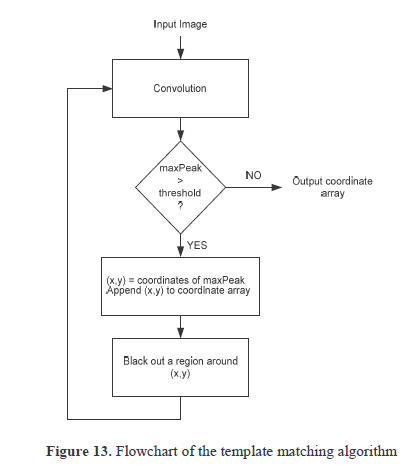 Input Image
Convolution
maxPeak
>
threshold
?
NO
Output coordinate
array
YES
(x,y) = coordinates of maxPeak
Append (x,y) to coordinate array
Black out a region around
(x,y)
Figure 13. Flowchart of the template matching algorithm